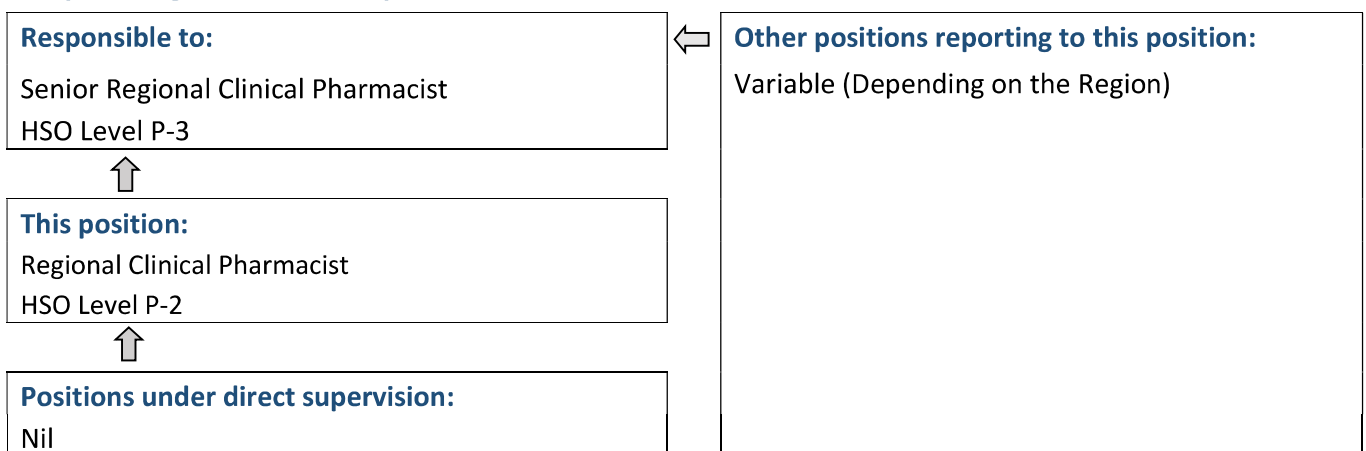 Responsible to:
Senior Regional Clinical Pharmacist
HSO Level P-3
Other positions reporting to this position:
Variable (Depending on the Region)
This position:
Regional Clinical Pharmacist
HSO Level P-2
Positions under direct supervision:
Nil